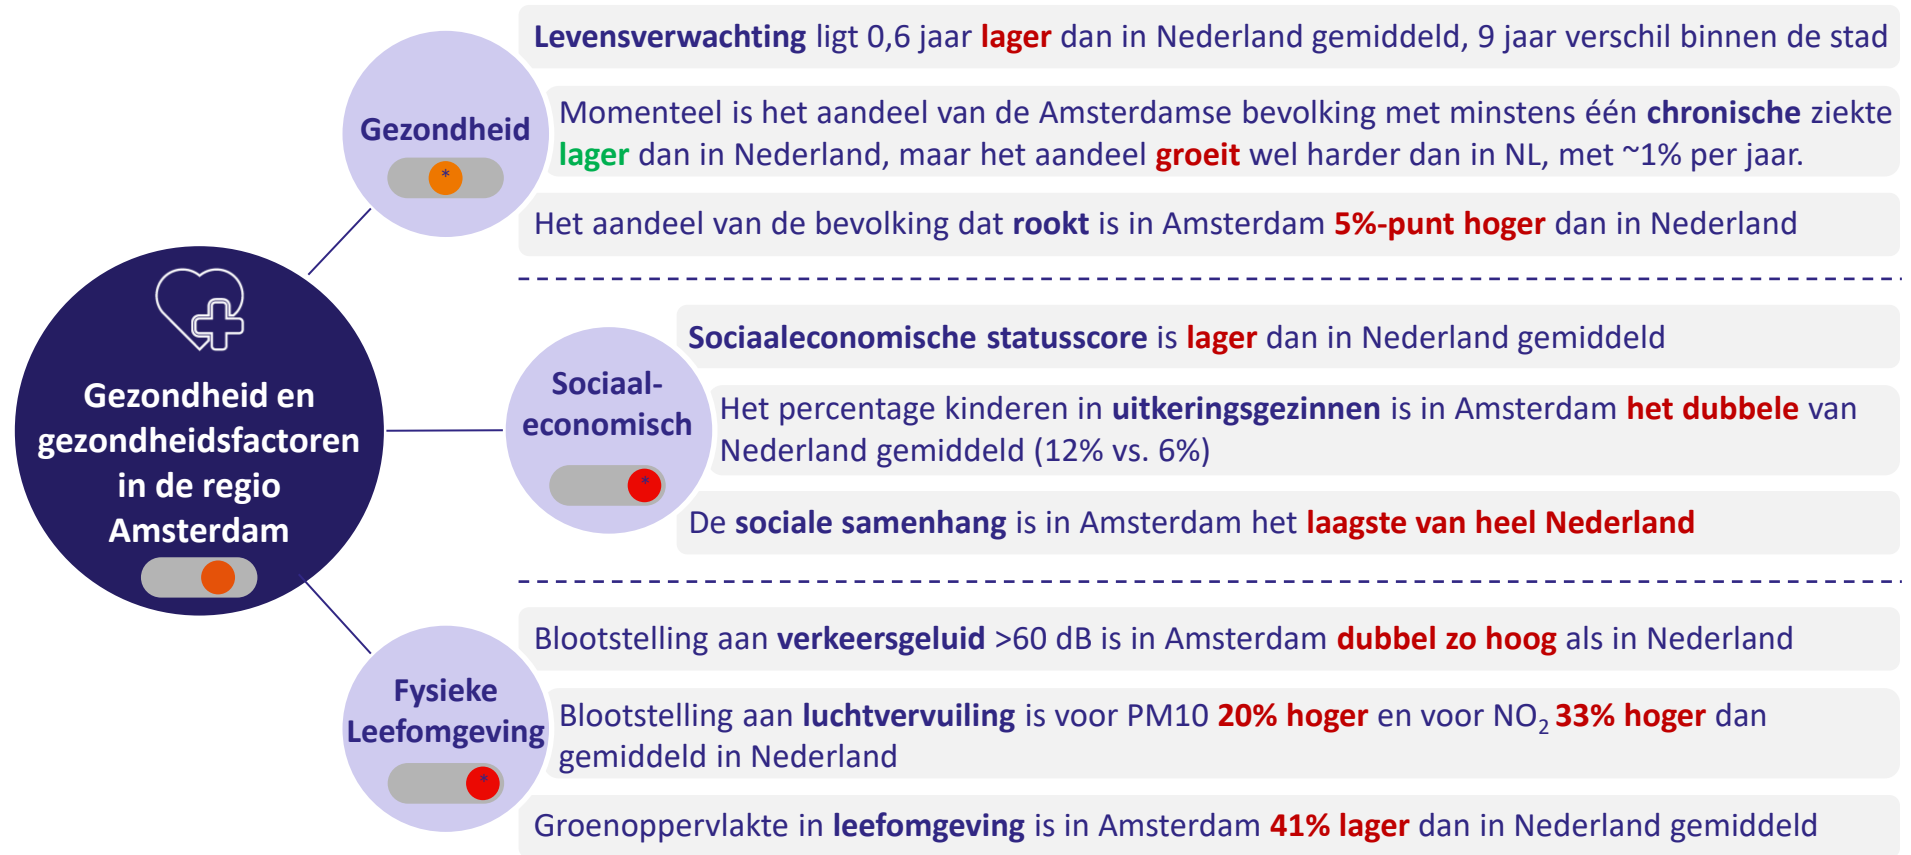 Levensverwachting ligt 0,6 jaar lager dan in Nederland gemiddeld, 9 jaar verschil binnen de stad
Gezondheid
*
Momenteel is het aandeel van de Amsterdamse bevolking met minstens één chronische ziekte
lager dan in Nederland, maar het aandeel groeit wel harder dan in NL, met ~1% per jaar.
Het aandeel van de bevolking dat rookt is in Amsterdam 5%-punt hoger dan in Nederland
Gezondheid en
gezondheidsfactoren
in de regio
Amsterdam
Sociaal-
economisch
*
Sociaaleconomische statusscore is lager dan in Nederland gemiddeld
Het percentage kinderen in uitkeringsgezinnen is in Amsterdam het dubbele van
Nederland gemiddeld (12% vs. 6%)
De sociale samenhang is in Amsterdam het laagste van heel Nederland
Fysieke
Leefomgeving
*
Blootstelling aan verkeersgeluid >60 dB is in Amsterdam dubbel zo hoog als in Nederland
Blootstelling aan luchtvervuiling is voor PM10 20% hoger en voor NO₂ 33% hoger dan
gemiddeld in Nederland
Groenoppervlakte in leefomgeving is in Amsterdam 41% lager dan in Nederland gemiddeld